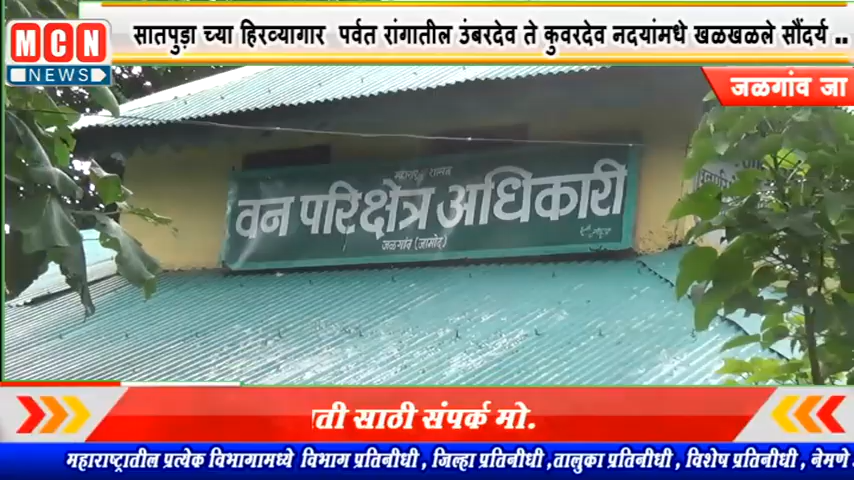 MCN
NEWS
सातपुड़ा च्या हिरव्यागार पर्वत रांगातील उंबरदेव ते कुवरदेव नदयांमधे खळखळले सौंदर्य ..
जळगांव जा
वन परिक्षेत्र अधिकारी
जळगांव (जामोद)
ती साठी संपर्क मो.
महाराष्ट्रातील प्रत्येक विभागामध्ये विभाग प्रतिनीधी , जिल्हा प्रतिनीधी ,तालुका प्रतिनीधी , विशेष प्रतिनीधी , नेमणे